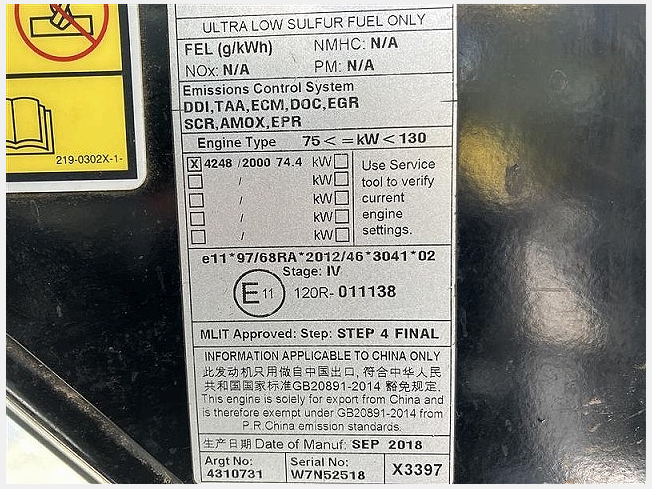 ULTRA LOW SULFUR FUEL ONLY
FEL (g/kWh) NMHC: N/A
NOx: N/A PM: N/A
Emissions Control System
DDI,TAA,ECM,DOC,EGR
SCR,AMOX,EPR
Engine Type 75 < = kW < 130
X 4248 / 2000 74.4 kW
/ kW
/ kW
/ kW
/ kW
Use Service
tool to verify
current
engine
settings.
e11*97/68RA*2012/46*3041*02
Stage: IV
E11 120R- 011138
MLIT Approved: Step: STEP 4 FINAL
INFORMATION APPLICABLE TO CHINA ONLY
此发动机只用做自中国出口, 符合中华人民
共和国国家标准GB20891-2014 豁免规定.
This engine is solely for export from China and
is therefore exempt under GB20891-2014 from
P.R.China emission standards.
生产日期 Date of Manuf: SEP 2018
Argt No:
4310731
Serial No:
W7N52518
X3397
219-0302X-1-